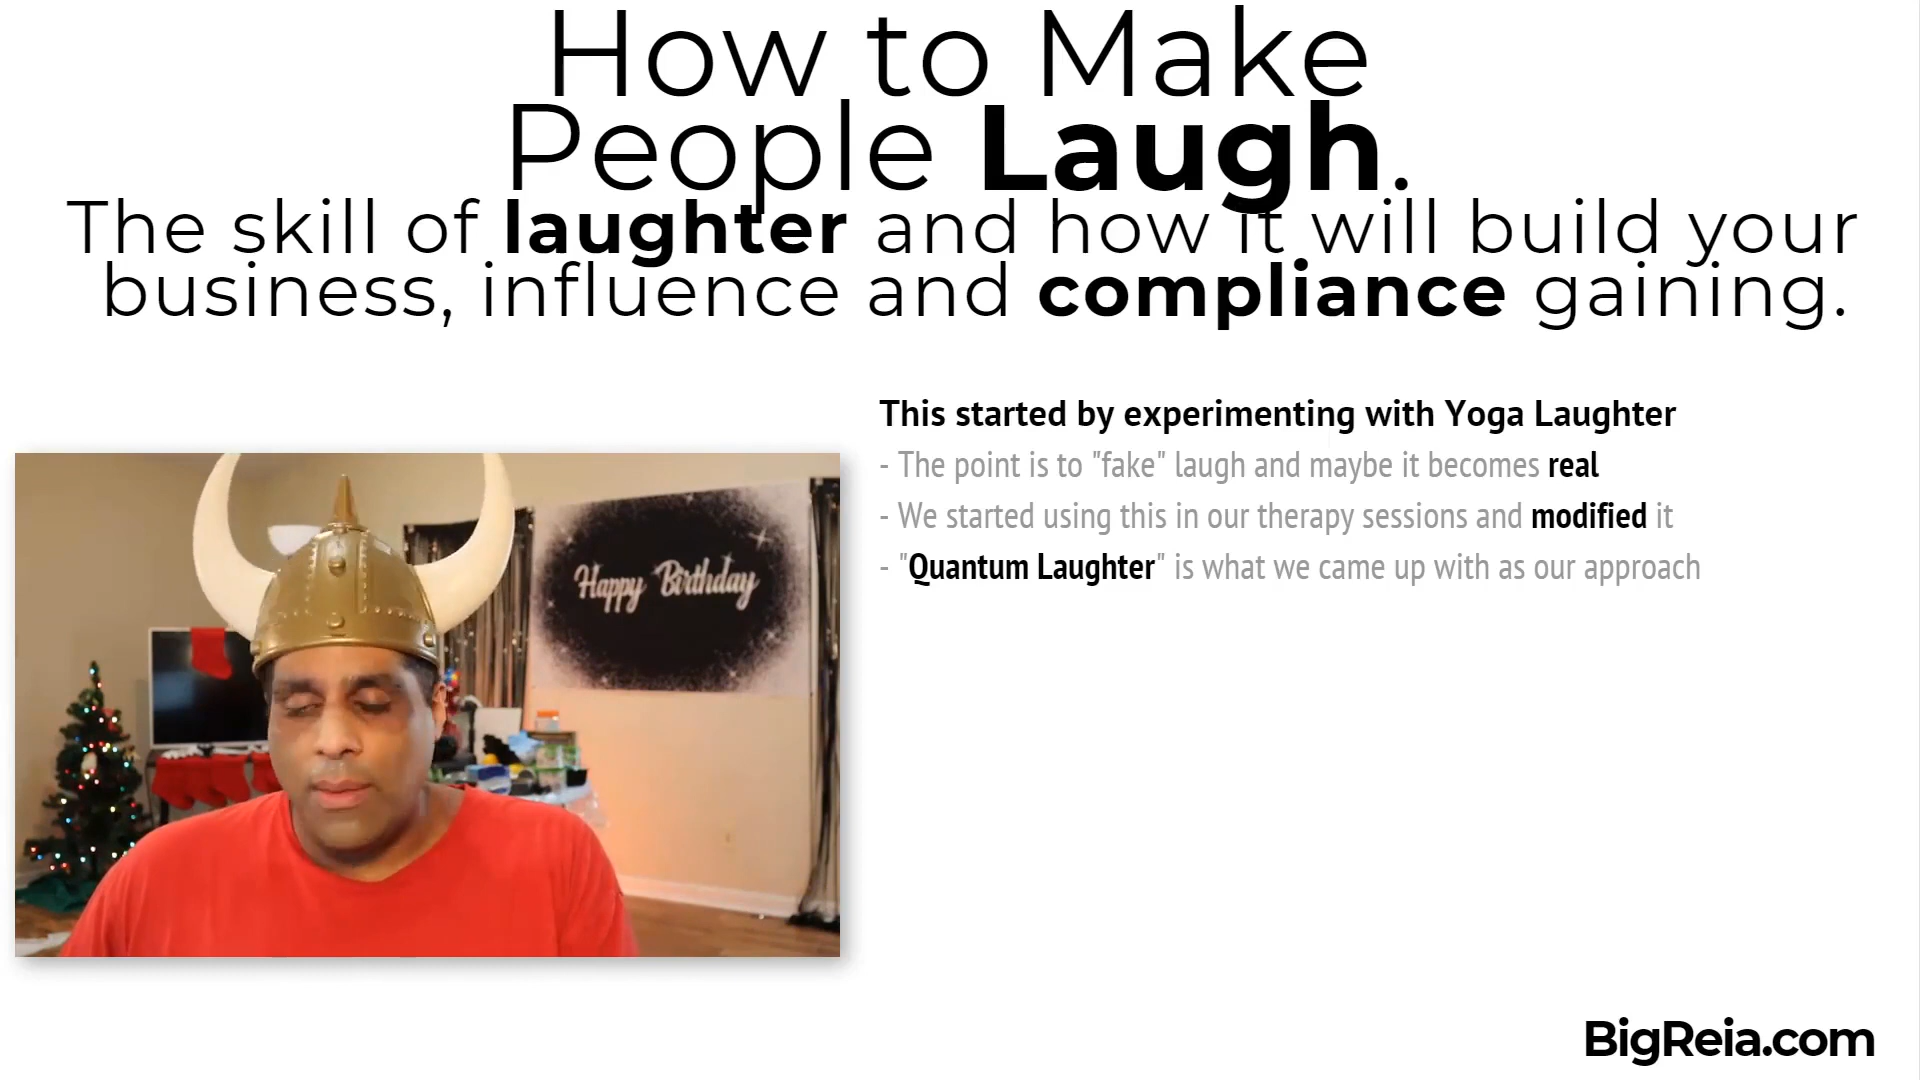 How to Make
People Laugh.
The skill of laughter and how it will build your
business, influence and compliance gaining.
This started by experimenting with Yoga Laughter
- The point is to "fake" laugh and maybe it becomes real
- We started using this in our therapy sessions and modified it
- "Quantum Laughter" is what we came up with as our approach
Happy Birthday
BigReia.com